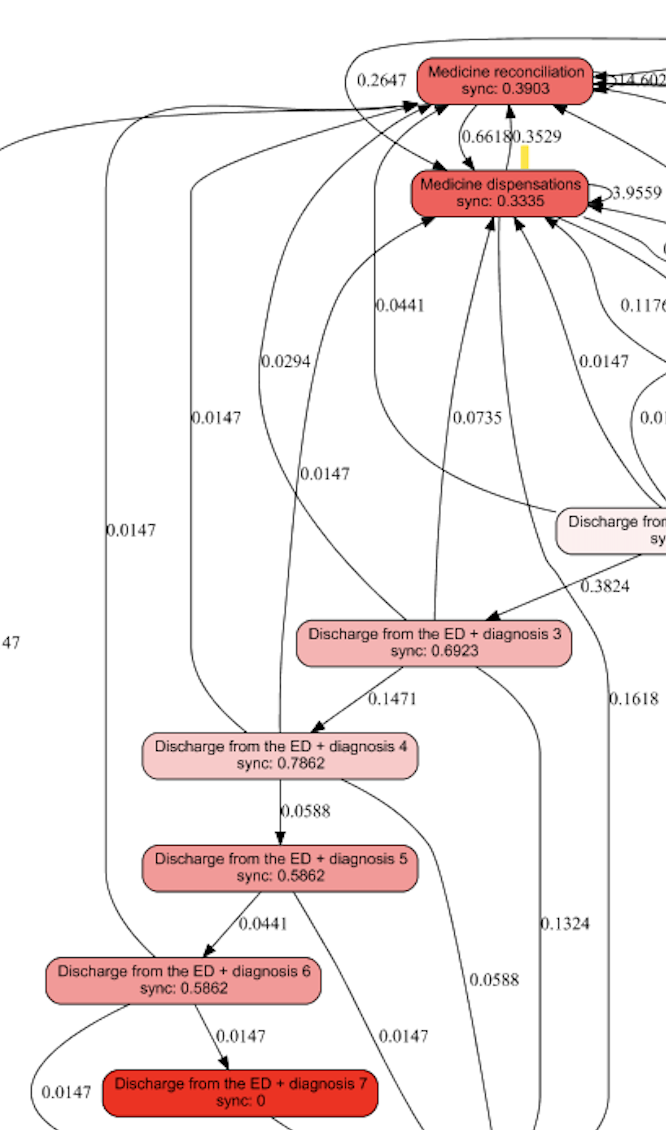 0.2647
Medicine reconciliation
sync: 0.3903
14.602
0.6618
0.3529
Medicine dispensations
sync: 0.3335
3.9559
0.0441
0.1176
0.0294
0.0147
0.0147
0.0735
0.01
0.0147
0.0147
Discharge from
sy
0.3824
47
Discharge from the ED + diagnosis 3
sync: 0.6923
0.1471
0.1618
Discharge from the ED + diagnosis 4
sync: 0.7862
0.0588
Discharge from the ED + diagnosis 5
sync: 0.5862
0.0441
0.1324
Discharge from the ED + diagnosis 6
sync: 0.5862
0.0588
0.0147
0.0147
Discharge from the ED + diagnosis 7
sync: 0
0.0147